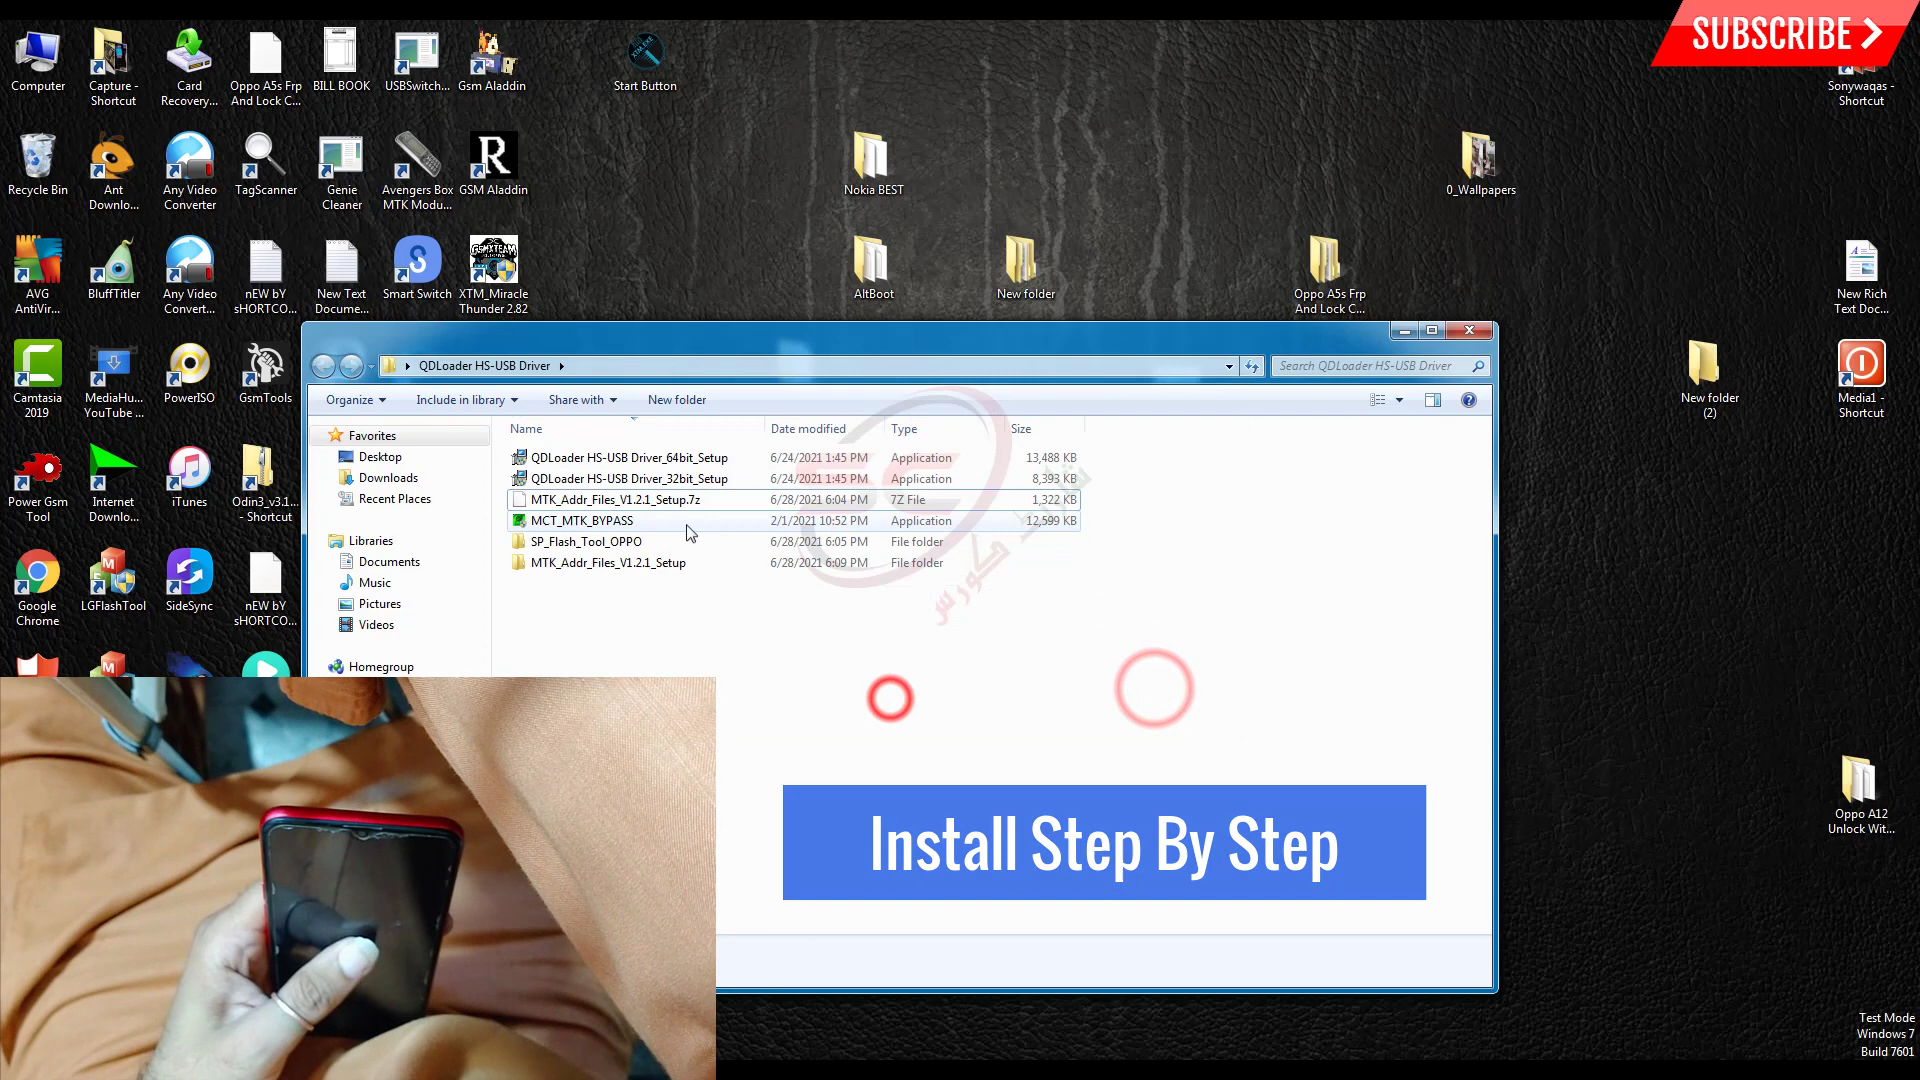 SUBSCRIBE
Computer
Capture -
Shortcut
Card
Recovery...
Oppo A5s Frp
And Lock C...
BILL BOOK
USBSwitch...
Gsm Aladdin
Start Button
Sonywaqas -
Shortcut
Recycle Bin
Ant
Downlo...
Any Video
Converter
TagScanner
Genie
Cleaner
Avengers Box
MTK Modu...
R
GSM Aladdin
Nokia BEST
0_Wallpapers
AVG
AntiVir...
BluffTitler
Any Video
Convert...
nEW bY
sHORTCO...
New Text
Docume...
Smart Switch
XTM_Miracle
Thunder 2.82
AltBoot
New folder
Oppo A5s Frp
And Lock C...
New Rich
Text Doc...
Camtasia
2019
MediaHu...
YouTube ...
PowerISO
GsmTools
New folder
(2)
Media1 -
Shortcut
Power Gsm
Tool
Internet
Downlo...
iTunes
Odin3_v3.1...
- Shortcut
Google
Chrome
LGFlashTool
SideSync
nEW bY
sHORTCO...
QDLoader HS-USB Driver
Search QDLoader HS-USB Driver
Organize
Include in library
Share with
New folder
Favorites
Desktop
Downloads
Recent Places
Libraries
Documents
Music
Pictures
Videos
Homegroup
Name Date modified Type Size
QDLoader HS-USB Driver_64bit_Setup 6/24/2021 1:45 PM Application 13,488 KB
QDLoader HS-USB Driver_32bit_Setup 6/24/2021 1:45 PM Application 8,393 KB
MTK_Addr_Files_V1.2.1_Setup.7z 6/28/2021 6:04 PM 7Z File 1,322 KB
MCT_MTK_BYPASS 2/1/2021 10:52 PM Application 12,599 KB
SP_Flash_Tool_OPPO 6/28/2021 6:05 PM File folder
MTK_Addr_Files_V1.2.1_Setup 6/28/2021 6:09 PM File folder
Install Step By Step
Oppo A12
Unlock Wit...
Test Mode
Windows 7
Build 7601